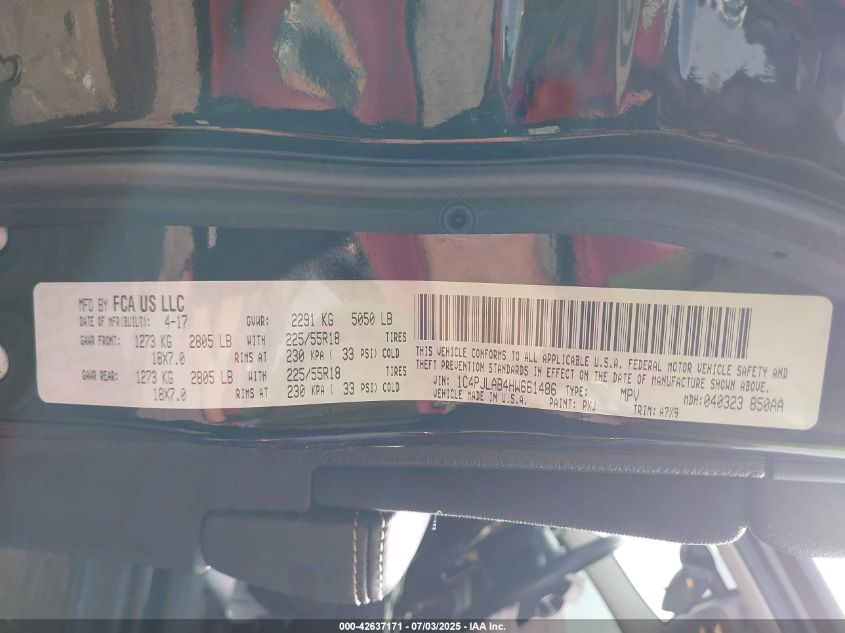 MFD BY FCA US LLC
DATE OF MFR(BUILT): 4-17 GVWR: 2291 KG 5050 LB
GAWR FRONT: 1273 KG 2805 LB WITH 225/55R18 TIRES
18X7.0 RIMS AT 230 KPA ( 33 PSI) COLD
GAWR REAR: 1273 KG 2805 LB WITH 225/55R18 TIRES
18X7.0 RIMS AT 230 KPA ( 33 PSI) COLD
THIS VEHICLE CONFORMS TO ALL APPLICABLE U.S.A. FEDERAL MOTOR VEHICLE SAFETY AND
THEFT PREVENTION STANDARDS IN EFFECT ON THE DATE OF MANUFACTURE SHOWN ABOVE.
VIN: 1C4PJLAB4HW661486 TYPE: MPV MDH: 040323 850AA
VEHICLE MADE IN U.S.A. PAINT: PXJ TRIM: A7X9
000-42637171 - 07/03/2025 - IAA Inc.